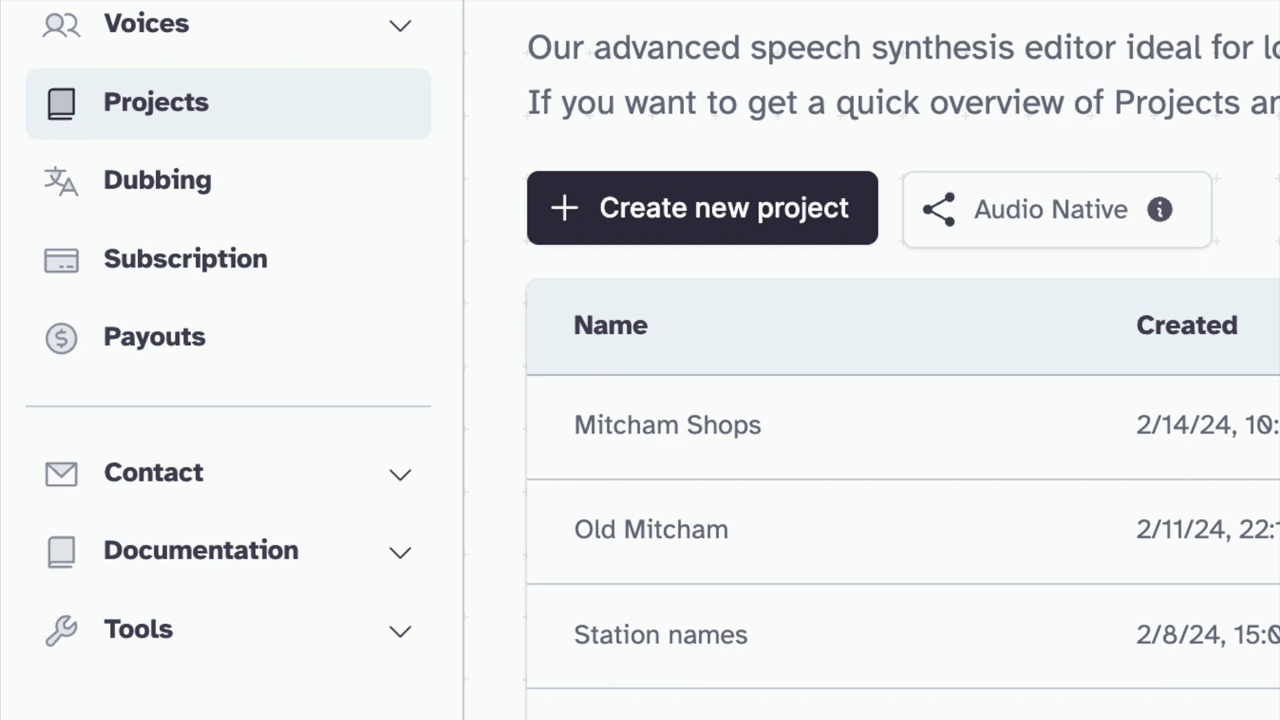 Voices
Projects
Dubbing
Subscription
Payouts
Contact
Documentation
Tools
Our advanced speech synthesis editor ideal for
If you want to get a quick overview of Projects
Create new project
Audio Native
Name Created
Mitcham Shops 2/14/24, 10:
Old Mitcham 2/11/24, 22:
Station names 2/8/24, 15:0